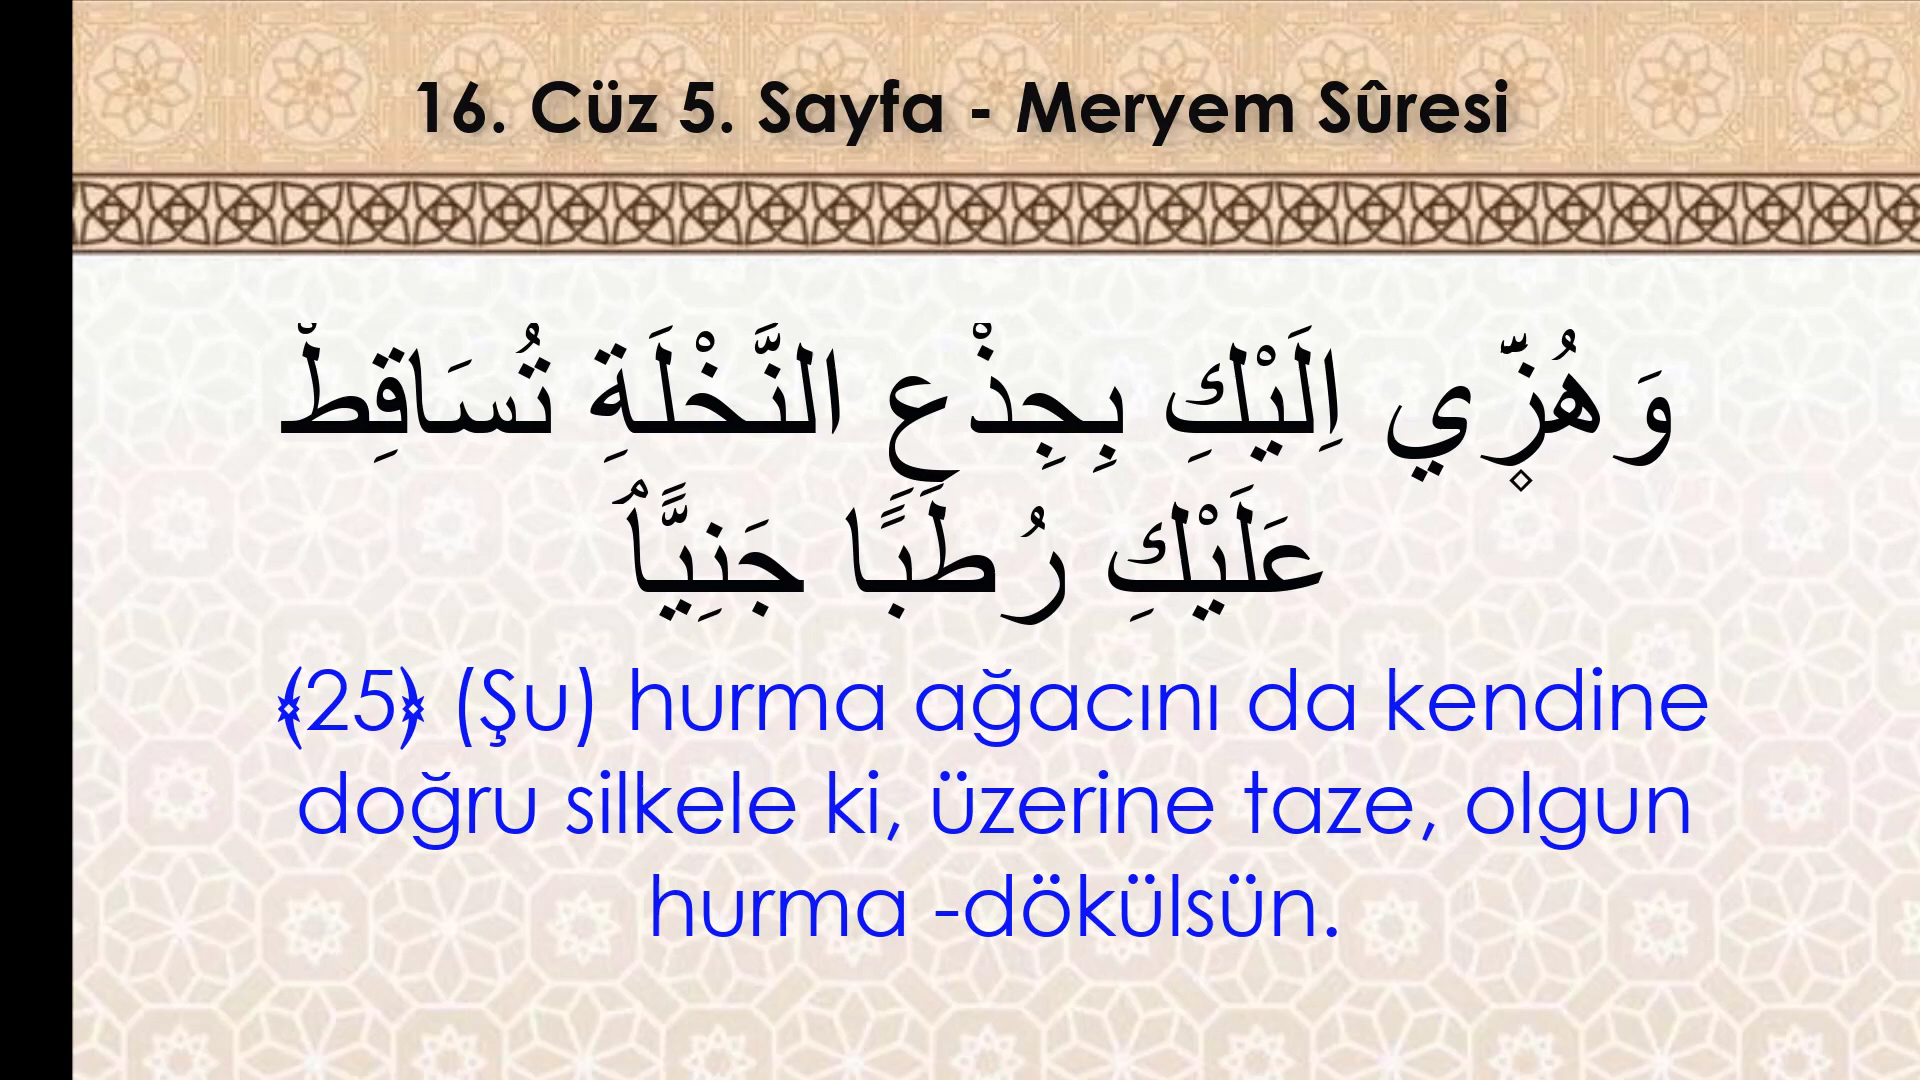 16. Cüz 5. Sayfa - Meryem Sûresi
وَهُزّ۪ي اِلَيْكِ بِجِذْعِ النَّخْلَةِ تُسَاقِطْ
عَلَيْكِ رُطَبًا جَنِيًّاۘ
﴾25﴿ (Şu) hurma ağacını da kendine
doğru silkele ki, üzerine taze, olgun
hurma -dökülsün.